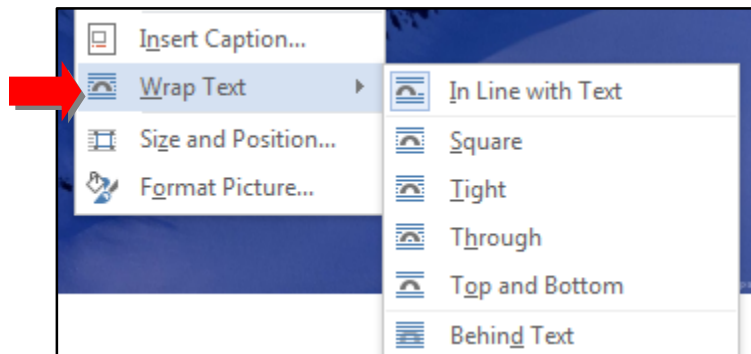 Insert Caption...
Wrap Text
Size and Position...
Format Picture...
In Line with Text
Square
Tight
Through
Top and Bottom
Behind Text